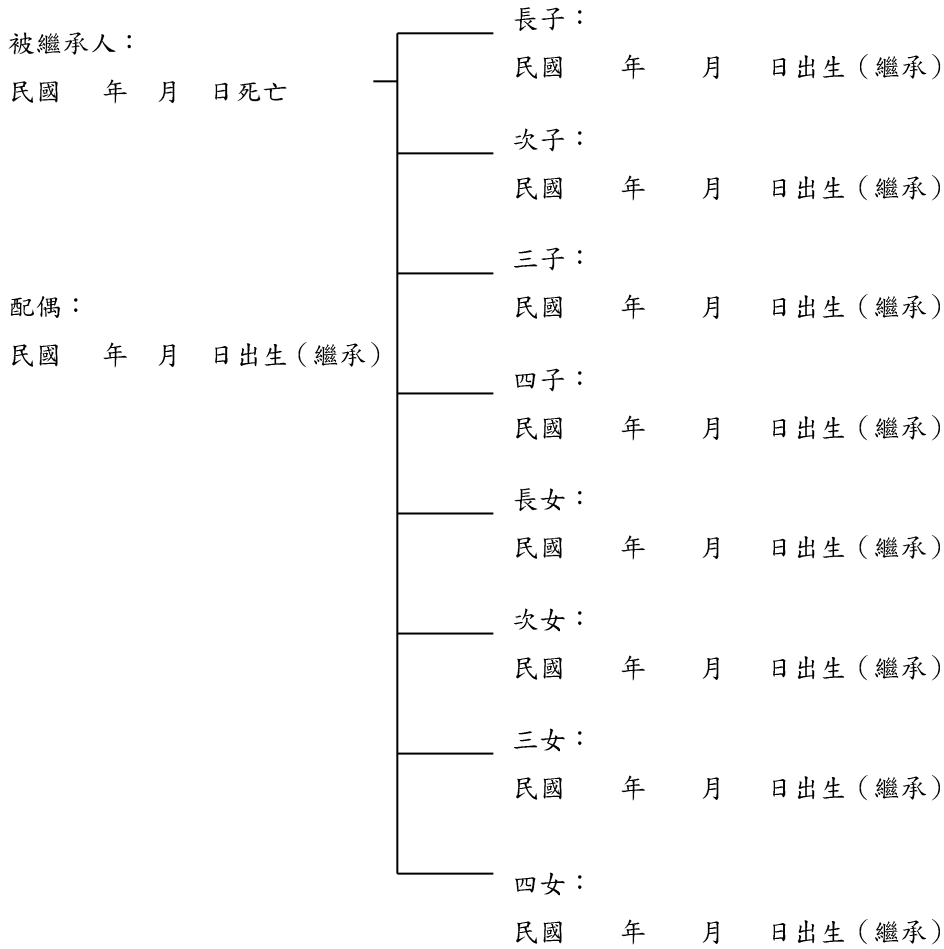 被繼承人：
民國　年　月　日死亡
配偶：
民國　年　月　日出生（繼承）
長子：
民國　年　月　日出生（繼承）
次子：
民國　年　月　日出生（繼承）
三子：
民國　年　月　日出生（繼承）
四子：
民國　年　月　日出生（繼承）
長女：
民國　年　月　日出生（繼承）
次女：
民國　年　月　日出生（繼承）
三女：
民國　年　月　日出生（繼承）
四女：
民國　年　月　日出生（繼承）